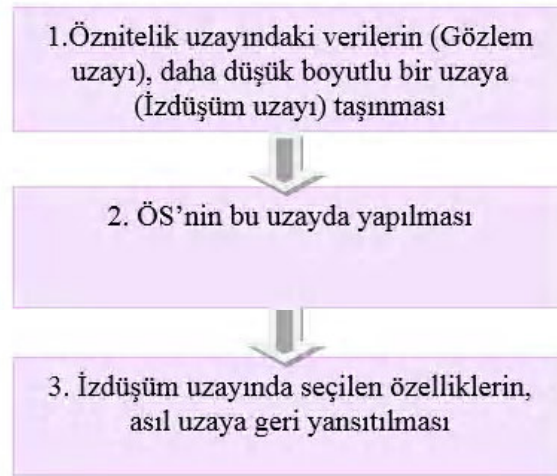 1.Öznitelik uzayındaki verilerin (Gözlem
uzayı), daha düşük boyutlu bir uzaya
(İzdüşüm uzayı) taşınması
2. ÖS’nin bu uzayda yapılması
3. İzdüşüm uzayında seçilen özelliklerin,
asıl uzaya geri yansıtılması